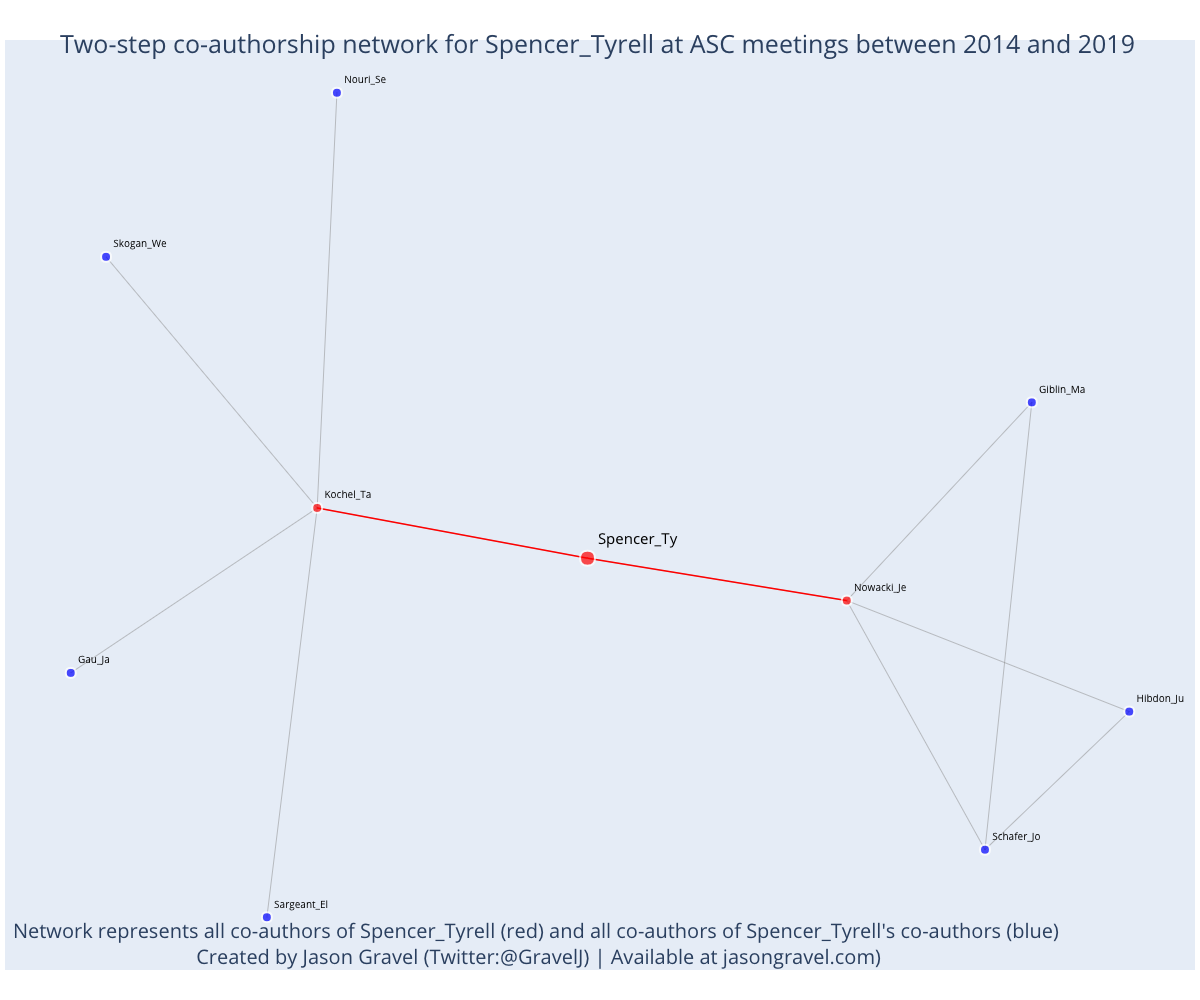 Two-step co-authorship network for Spencer_Tyrell at ASC meetings between 2014 and 2019
Nouri_Se
Skogan_We
Giblin_Ma
Kochel_Ta
Spencer_Ty
Nowacki_Je
Gau_Ja
Hibdon_Ju
Schafer_Jo
Sargeant_El
Network represents all co-authors of Spencer_Tyrell (red) and all co-authors of Spencer_Tyrell's co-authors (blue)
Created by Jason Gravel (Twitter:@GravelJ) | Available at jasongravel.com)